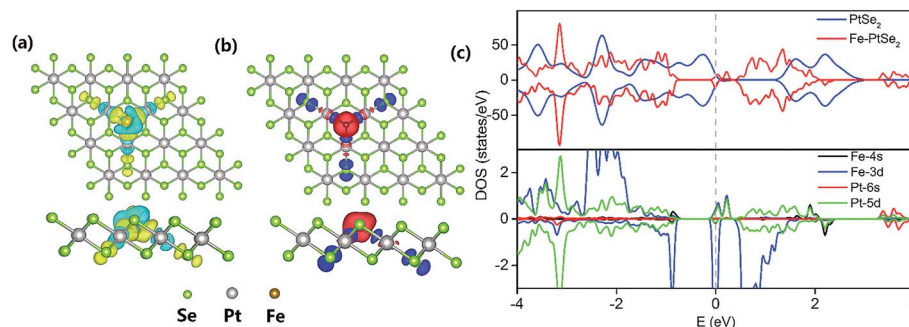 (a)
(b)
(c)
Se Pt Fe
DOS (states/eV)
50
0
-50
PtSe₂
Fe-PtSe₂
2
0
-2
Fe-4s
Fe-3d
Pt-6s
Pt-5d
-4 -2 0 2 4
E (eV)